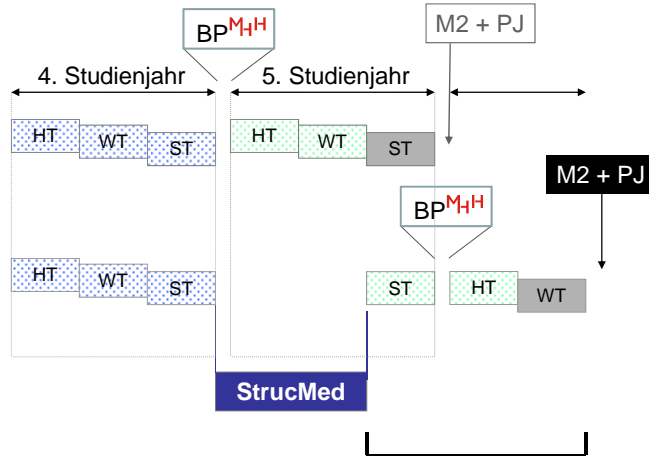 BPMHH
M2 + PJ
4. Studienjahr
5. Studienjahr
HT
WT
ST
HT
WT
ST
M2 + PJ
BPMHH
HT
WT
ST
ST
HT
WT
StrucMed